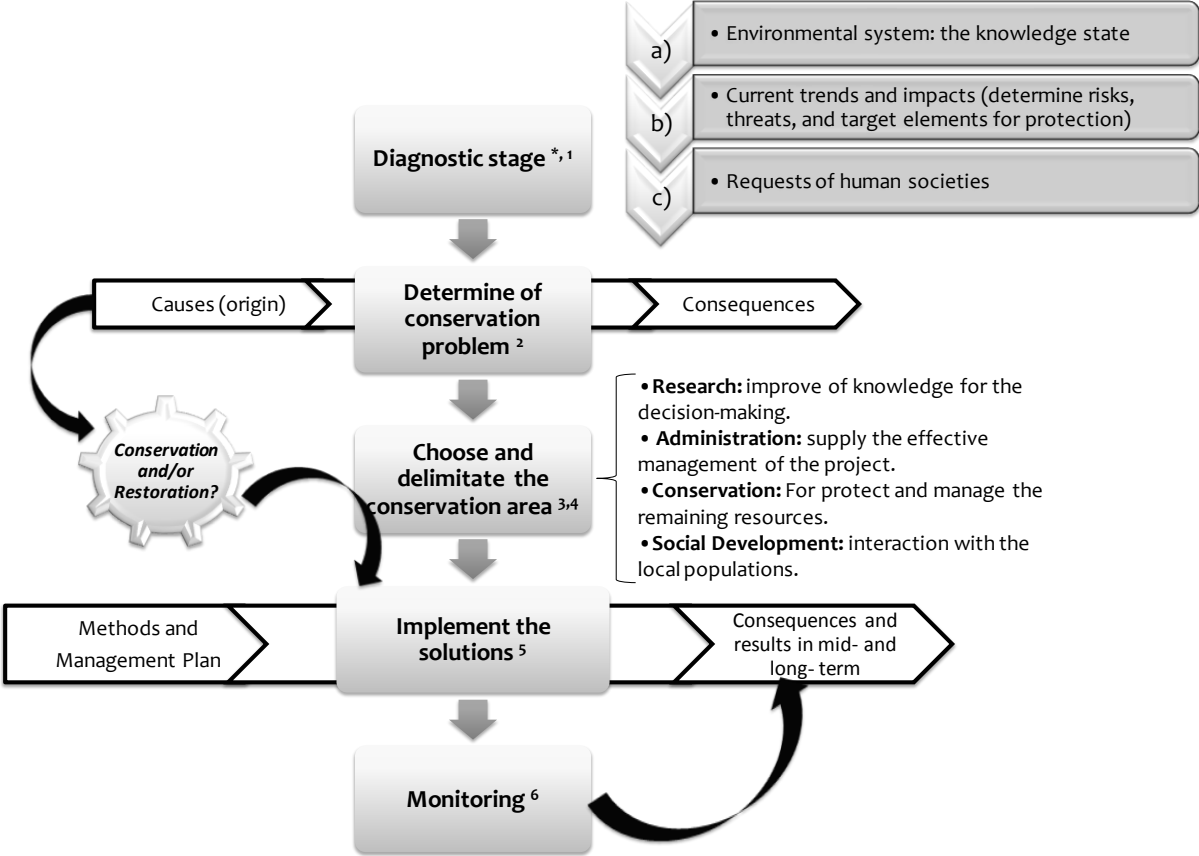 a)
• Environmental system: the knowledge state
b)
• Current trends and impacts (determine risks,
threats, and target elements for protection)
c)
• Requests of human societies
Diagnostic stage *, 1
Causes (origin)
Determine of
conservation
problem 2
Consequences
Conservation
and/or
Restoration?
Choose and
delimitate the
conservation area 3,4
•Research: improve of knowledge for the
decision-making.
• Administration: supply the effective
management of the project.
•Conservation: For protect and manage the
remaining resources.
•Social Development: interaction with the
local populations.
Methods and
Management Plan
Implement the
solutions 5
Consequences and
results in mid- and
long- term
Monitoring 6